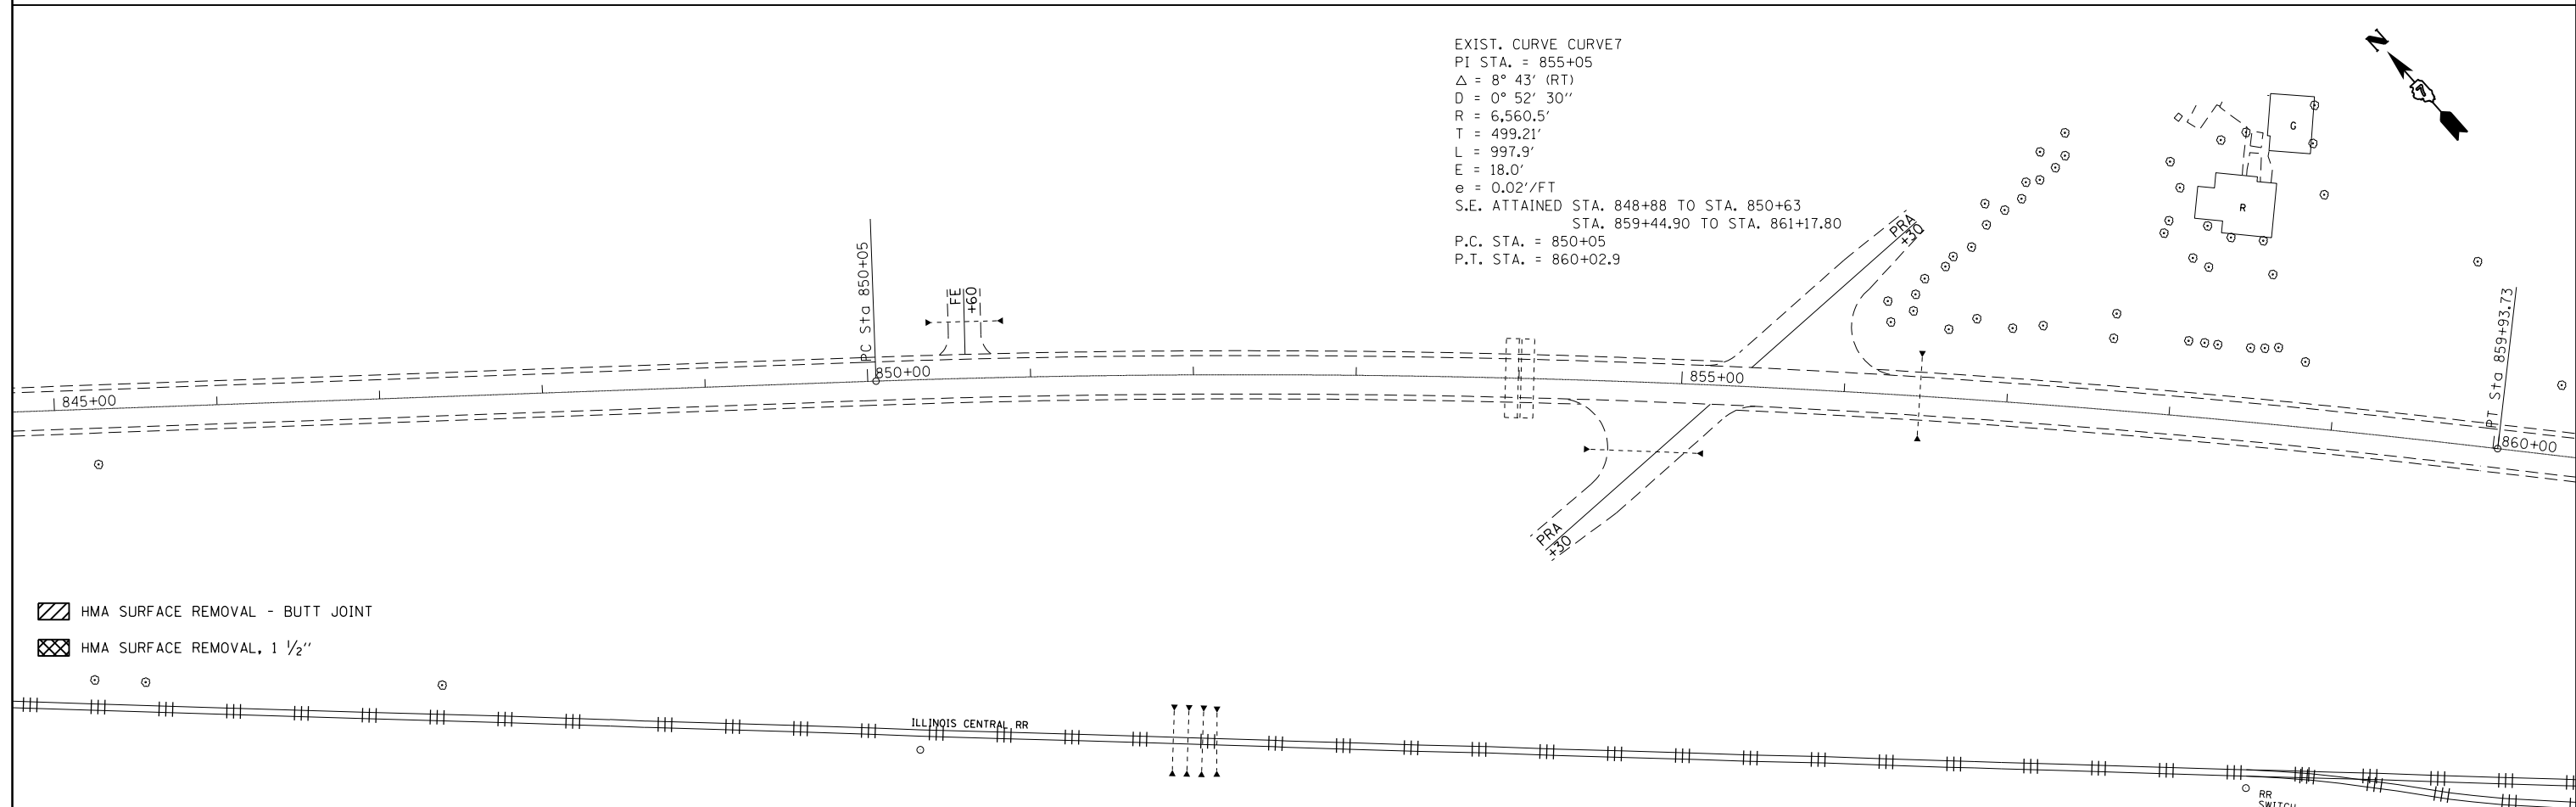 EXIST. CURVE CURVE7
PI STA. = 855+05
△ = 8° 43' (RT)
D = 0° 52' 30''
R = 6,560.5'
T = 499.21'
L = 997.9'
E = 18.0'
e = 0.02'/FT
S.E. ATTAINED STA. 848+88 TO STA. 850+63
STA. 859+44.90 TO STA. 861+17.80
P.C. STA. = 850+05
P.T. STA. = 860+02.9
N
7
G
R
PRA
+30
PC Sta 850+05
FE
+60
PT Sta 859+93.73
845+00
850+00
855+00
860+00
PRA
+30
HMA SURFACE REMOVAL - BUTT JOINT
HMA SURFACE REMOVAL, 1 1/2''
ILLINOIS CENTRAL RR
RR
SWITCH